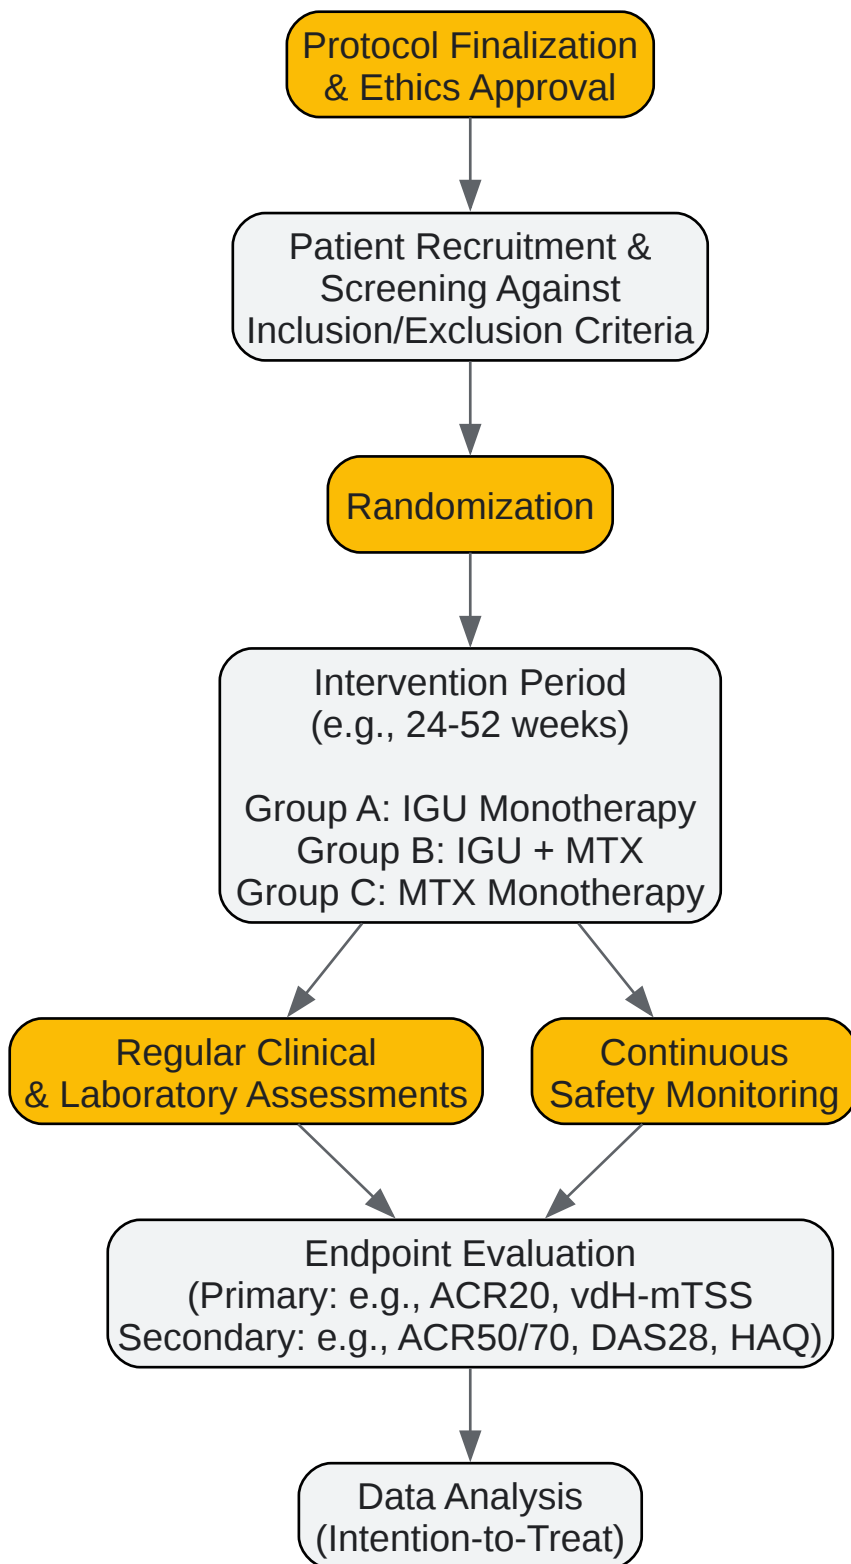 Protocol Finalization
& Ethics Approval
Patient Recruitment &
Screening Against
Inclusion/Exclusion Criteria
Randomization
Intervention Period
(e.g., 24-52 weeks)
Group A: IGU Monotherapy
Group B: IGU + MTX
Group C: MTX Monotherapy
Regular Clinical
& Laboratory Assessments
Continuous
Safety Monitoring
Endpoint Evaluation
(Primary: e.g., ACR20, vdH-mTSS
Secondary: e.g., ACR50/70, DAS28, HAQ)
Data Analysis
(Intention-to-Treat)